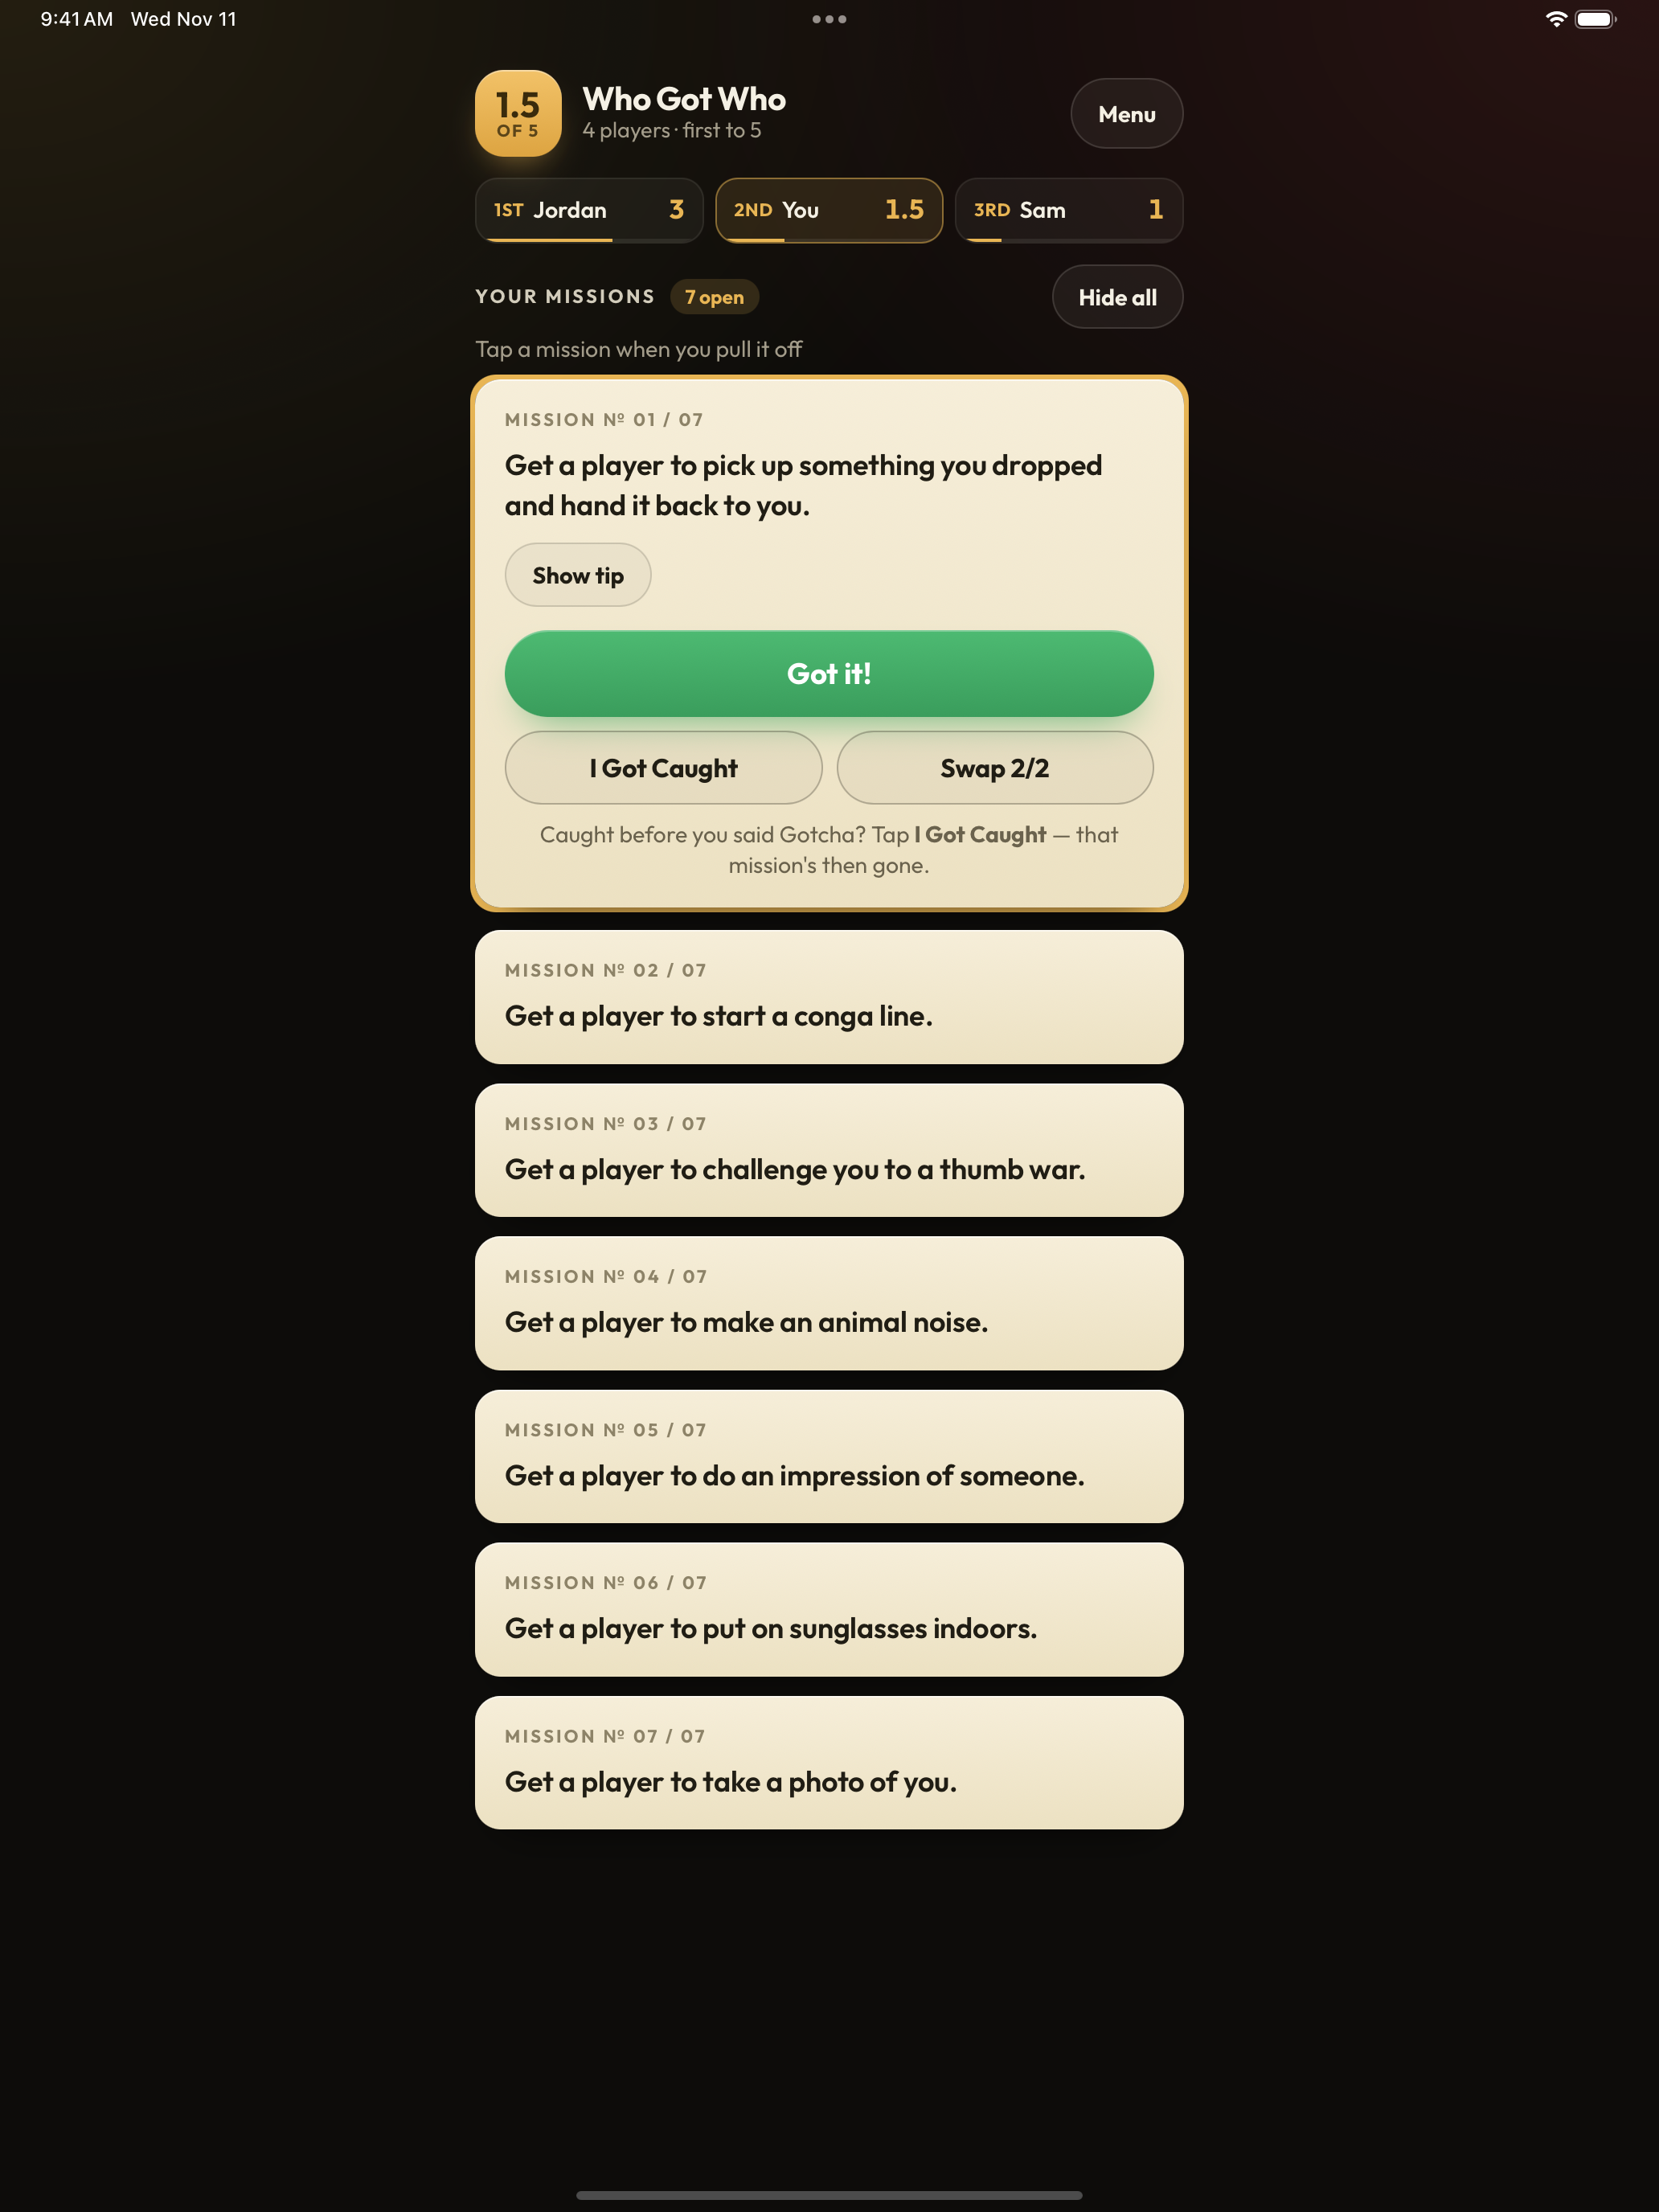 9:41 AM Wed Nov 11
1.5
OF 5
Who Got Who
4 players · first to 5
Menu
1ST Jordan 3
2ND You 1.5
3RD Sam 1
YOUR MISSIONS 7 open
Hide all
Tap a mission when you pull it off
MISSION Nº 01 / 07
Get a player to pick up something you dropped
and hand it back to you.
Show tip
Got it!
I Got Caught
Swap 2/2
Caught before you said Gotcha? Tap I Got Caught — that
mission's then gone.
MISSION Nº 02 / 07
Get a player to start a conga line.
MISSION Nº 03 / 07
Get a player to challenge you to a thumb war.
MISSION Nº 04 / 07
Get a player to make an animal noise.
MISSION Nº 05 / 07
Get a player to do an impression of someone.
MISSION Nº 06 / 07
Get a player to put on sunglasses indoors.
MISSION Nº 07 / 07
Get a player to take a photo of you.